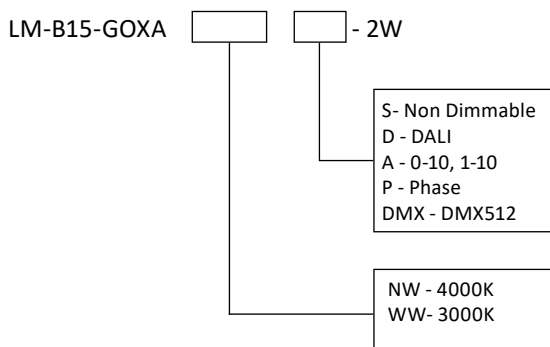 LM-B15-GOXA - 2W
S- Non Dimmable
D - DALI
A - 0-10, 1-10
P - Phase
DMX - DMX512
NW - 4000K
WW- 3000K